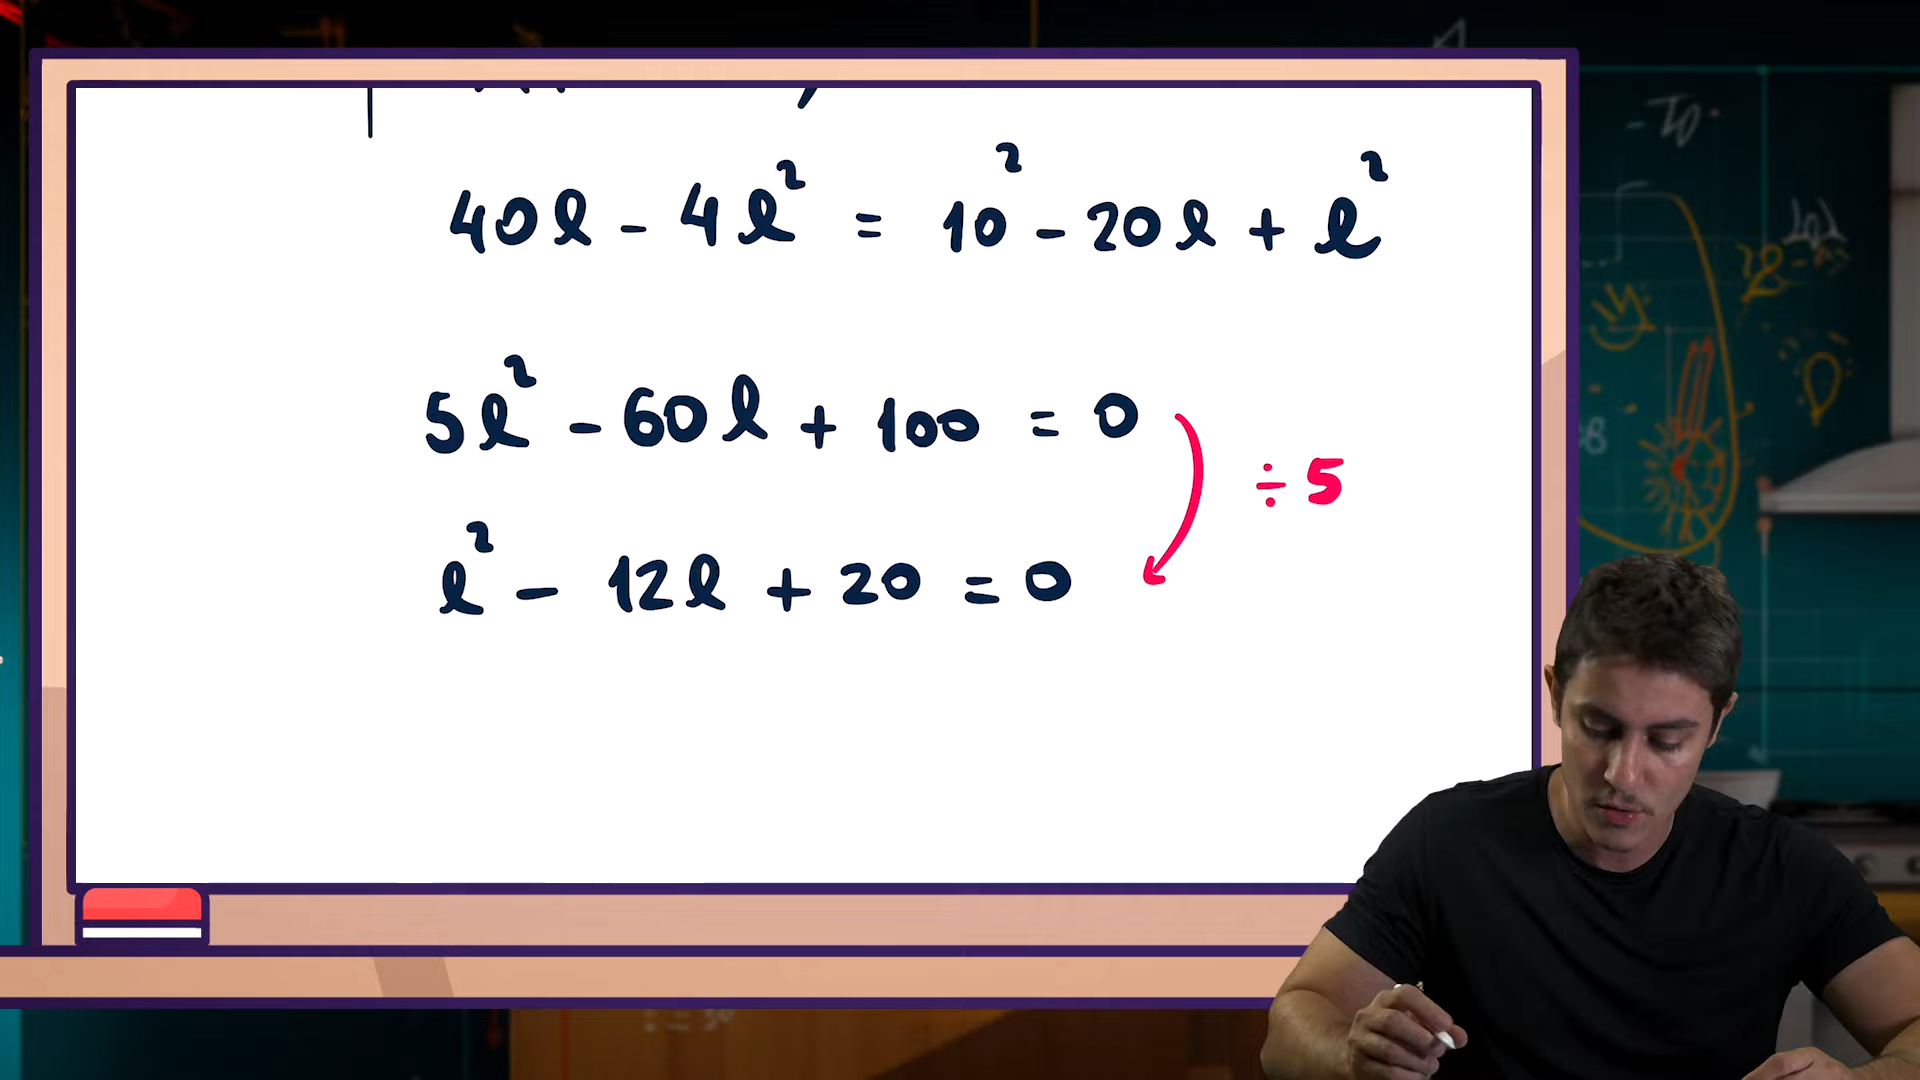 40ℓ - 4ℓ² = 10² - 20ℓ + ℓ²
5ℓ² - 60ℓ + 100 = 0
÷ 5
ℓ² - 12ℓ + 20 = 0